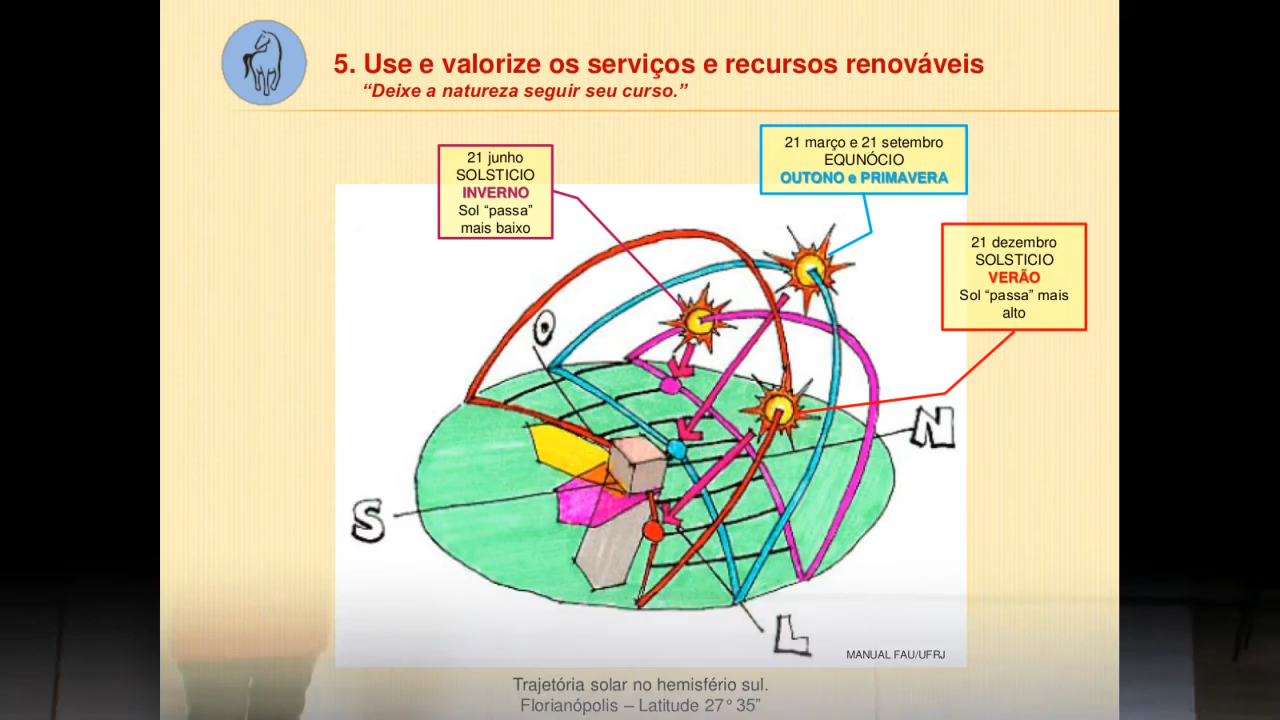 5. Use e valorize os serviços e recursos renováveis
“Deixe a natureza seguir seu curso.”
21 março e 21 setembro
EQUNÓCIO
OUTONO e PRIMAVERA
21 junho
SOLSTICIO
INVERNO
Sol “passa”
mais baixo
21 dezembro
SOLSTICIO
VERÃO
Sol “passa” mais
alto
O
N
S
L
MANUAL FAU/UFRJ
Trajetória solar no hemisfério sul.
Florianópolis – Latitude 27° 35”